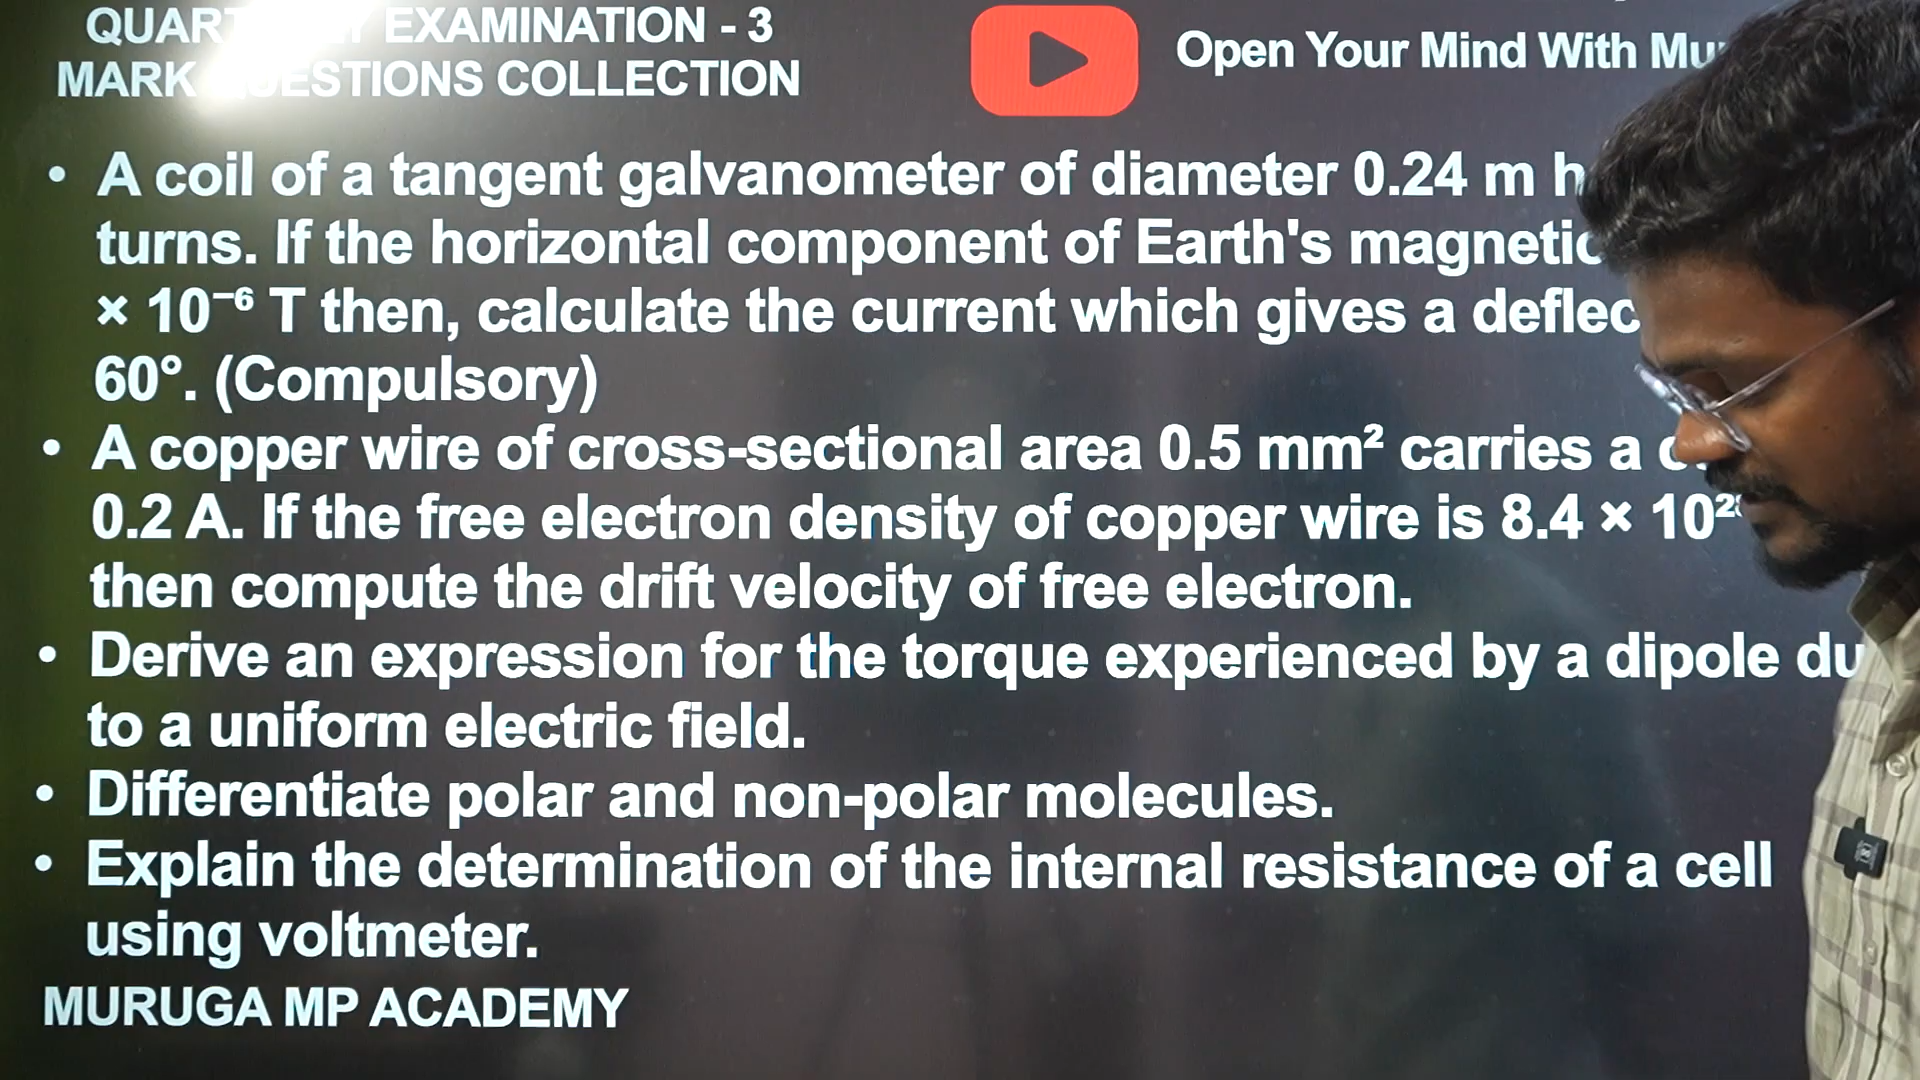 EXAMINATION - 3
MARK QUESTIONS COLLECTION
Open Your Mind With
• A coil of a tangent galvanometer of diameter 0.24 m
turns. If the horizontal component of Earth's magnetic
× 10⁻⁶ T then, calculate the current which gives a
60°. (Compulsory)
• A copper wire of cross-sectional area 0.5 mm² carries a
0.2 A. If the free electron density of copper wire is 8.4 ×
then compute the drift velocity of free electron.
• Derive an expression for the torque experienced by a dipole
to a uniform electric field.
• Differentiate polar and non-polar molecules.
• Explain the determination of the internal resistance of a cell
using voltmeter.
MURUGA MP ACADEMY